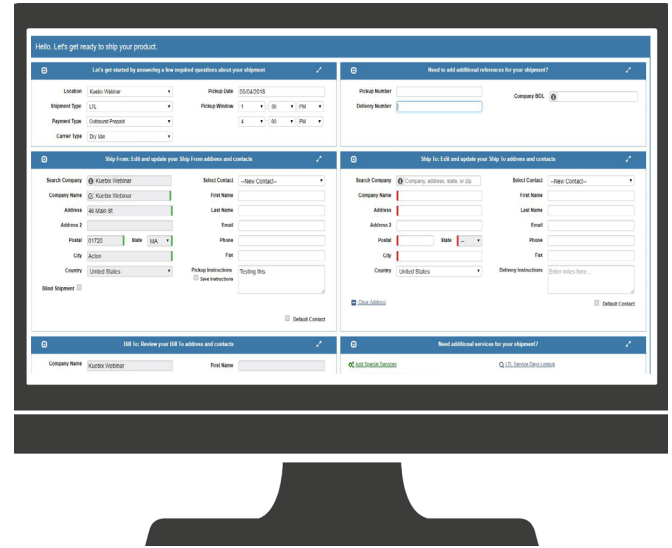 Hello. Let's get ready to ship your product.
Let's get started by answering a few required questions about your shipment
Location Kuebix Webinar Pickup Date 05/04/2018
Shipment Type LTL Pickup Window 1 00 PM
Payment Type Outbound Prepaid 4 00 PM
Carrier Type Dry Van
Need to add additional references for your shipment?
Pickup Number Company BOL
Delivery Number
Ship From: Edit and update your Ship From address and contacts
Search Company Kuebix Webinar Select Contact --New Contact--
Company Name Kuebix Webinar First Name
Address 46 Main St Last Name
Address 2 Email
Postal 01720 State MA Phone
City Acton Fax
Country United States Pickup Instructions Testing this
Save Instructions
Blind Shipment
Default Contact
Ship To: Edit and update your Ship To address and contacts
Search Company Company, address, state, or zip Select Contact --New Contact--
Company Name First Name
Address Last Name
Address 2 Email
Postal State -- Phone
City Fax
Country United States Delivery Instructions Enter notes here...
Clear Address Default Contact
Bill To: Review your Bill To address and contacts
Company Name Kuebix Webinar First Name
Need additional services for your shipment?
Add Special Services LTL Service Days Lookup